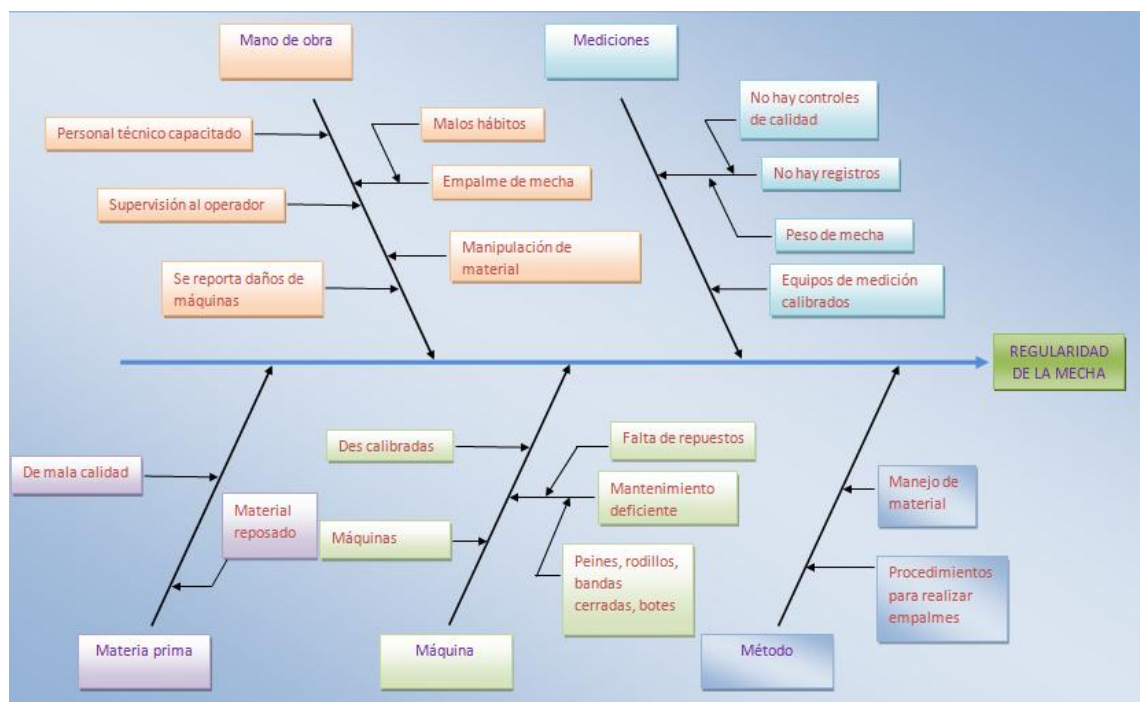 Mano de obra
Mediciones
Personal técnico capacitado
Malos hábitos
Empalme de mecha
Supervisión al operador
Manipulación de
material
Se reporta daños de
máquinas
No hay controles
de calidad
No hay registros
Peso de mecha
Equipos de medición
calibrados
REGULARIDAD
DE LA MECHA
De mala calidad
Material
reposado
Des calibradas
Máquinas
Falta de repuestos
Mantenimiento
deficiente
Peines, rodillos,
bandas
cerradas, botes
Manejo de
material
Procedimientos
para realizar
empalmes
Materia prima
Máquina
Método